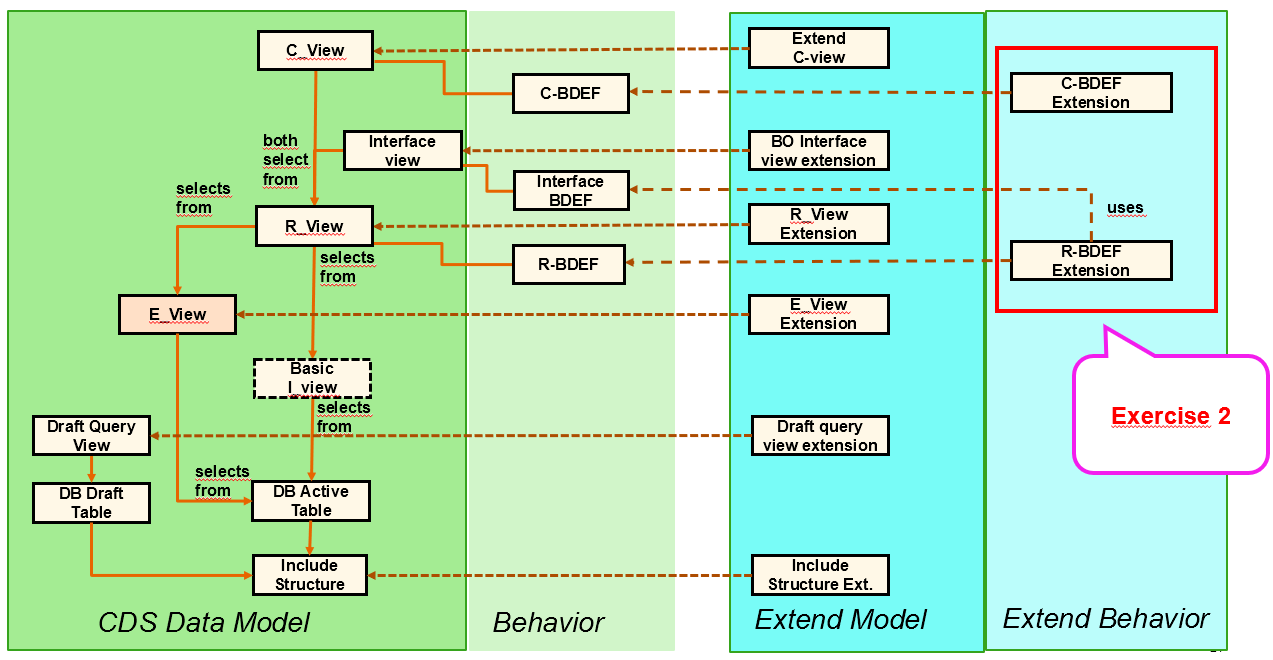 C_View
Extend
C-view
C-BDEF
C-BDEF
Extension
both
select
from
Interface
view
BO Interface
view extension
selects
from
Interface
BDEF
uses
R_View
R_View
Extension
selects
from
R-BDEF
R-BDEF
Extension
E_View
E_View
Extension
Basic
I_view
selects
from
Exercise 2
Draft Query
View
Draft query
view extension
selects
from
DB Draft
Table
DB Active
Table
Include
Structure
Include
Structure Ext.
CDS Data Model
Behavior
Extend Model
Extend Behavior